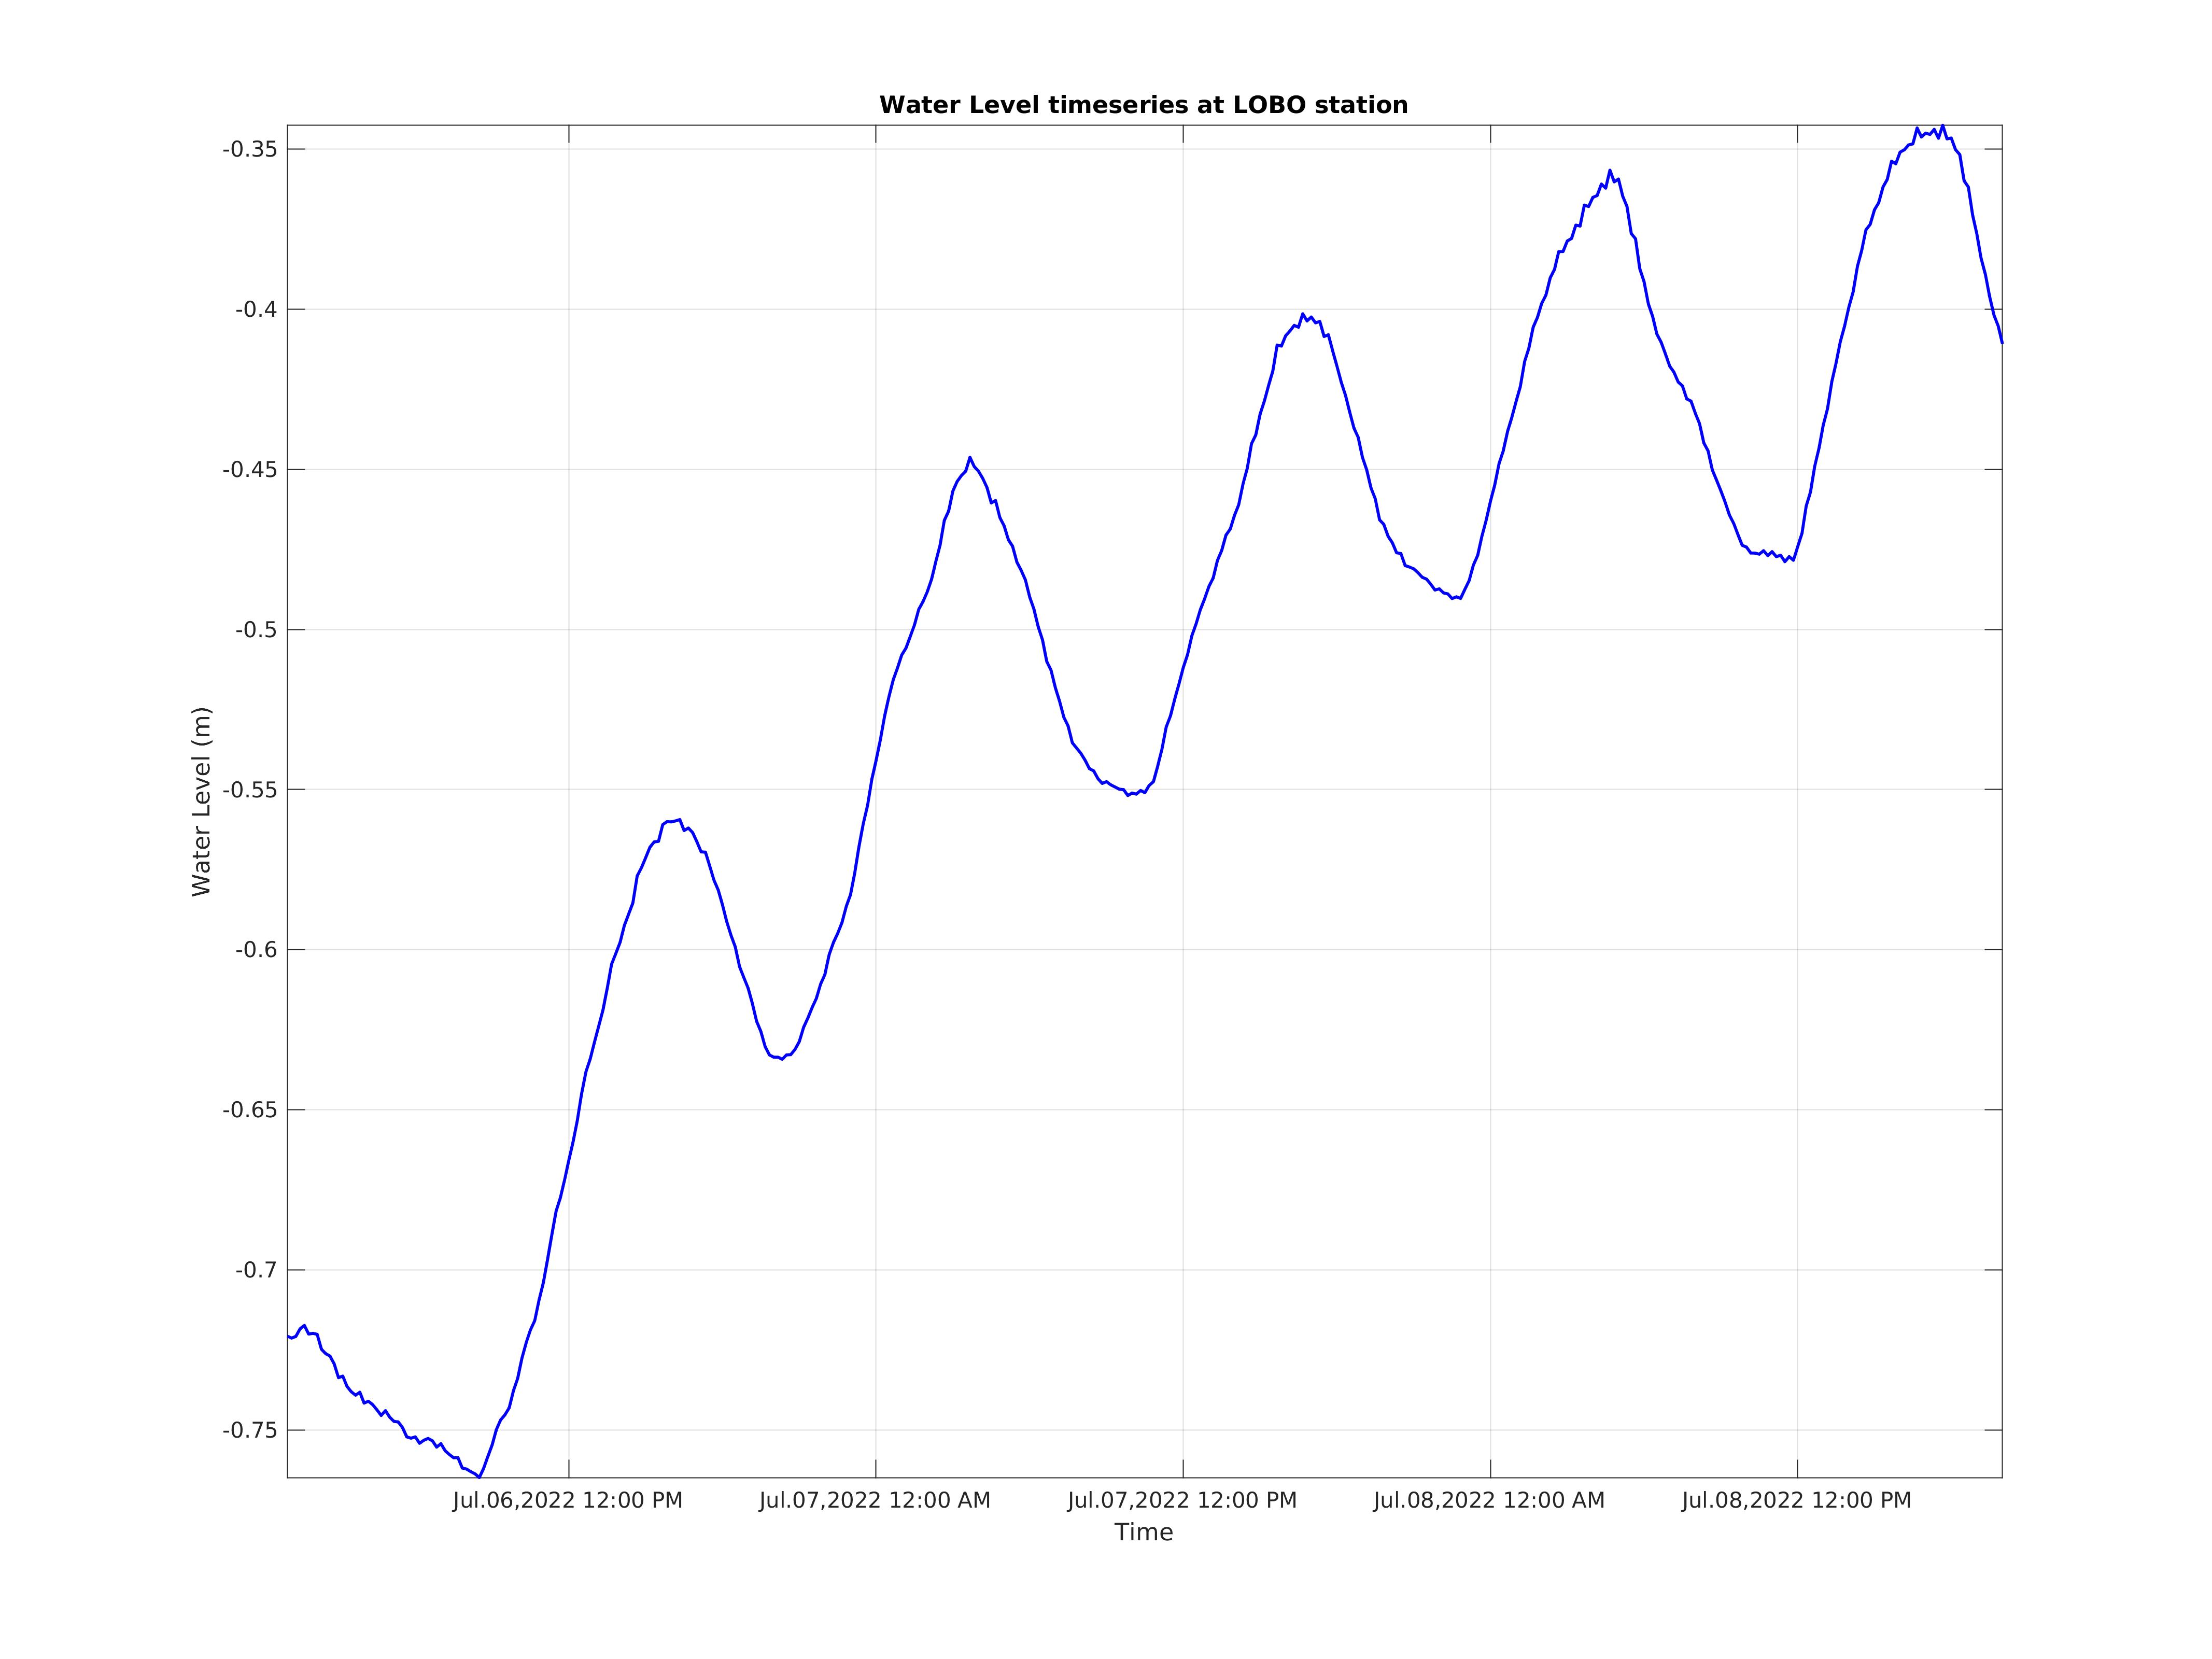 Water Level timeseries at LOBO station
-0.35
-0.4
-0.45
-0.5
-0.55
-0.6
-0.65
-0.7
-0.75
Water Level (m)
Jul.06,2022 12:00 PM
Jul.07,2022 12:00 AM
Jul.07,2022 12:00 PM
Jul.08,2022 12:00 AM
Jul.08,2022 12:00 PM
Time